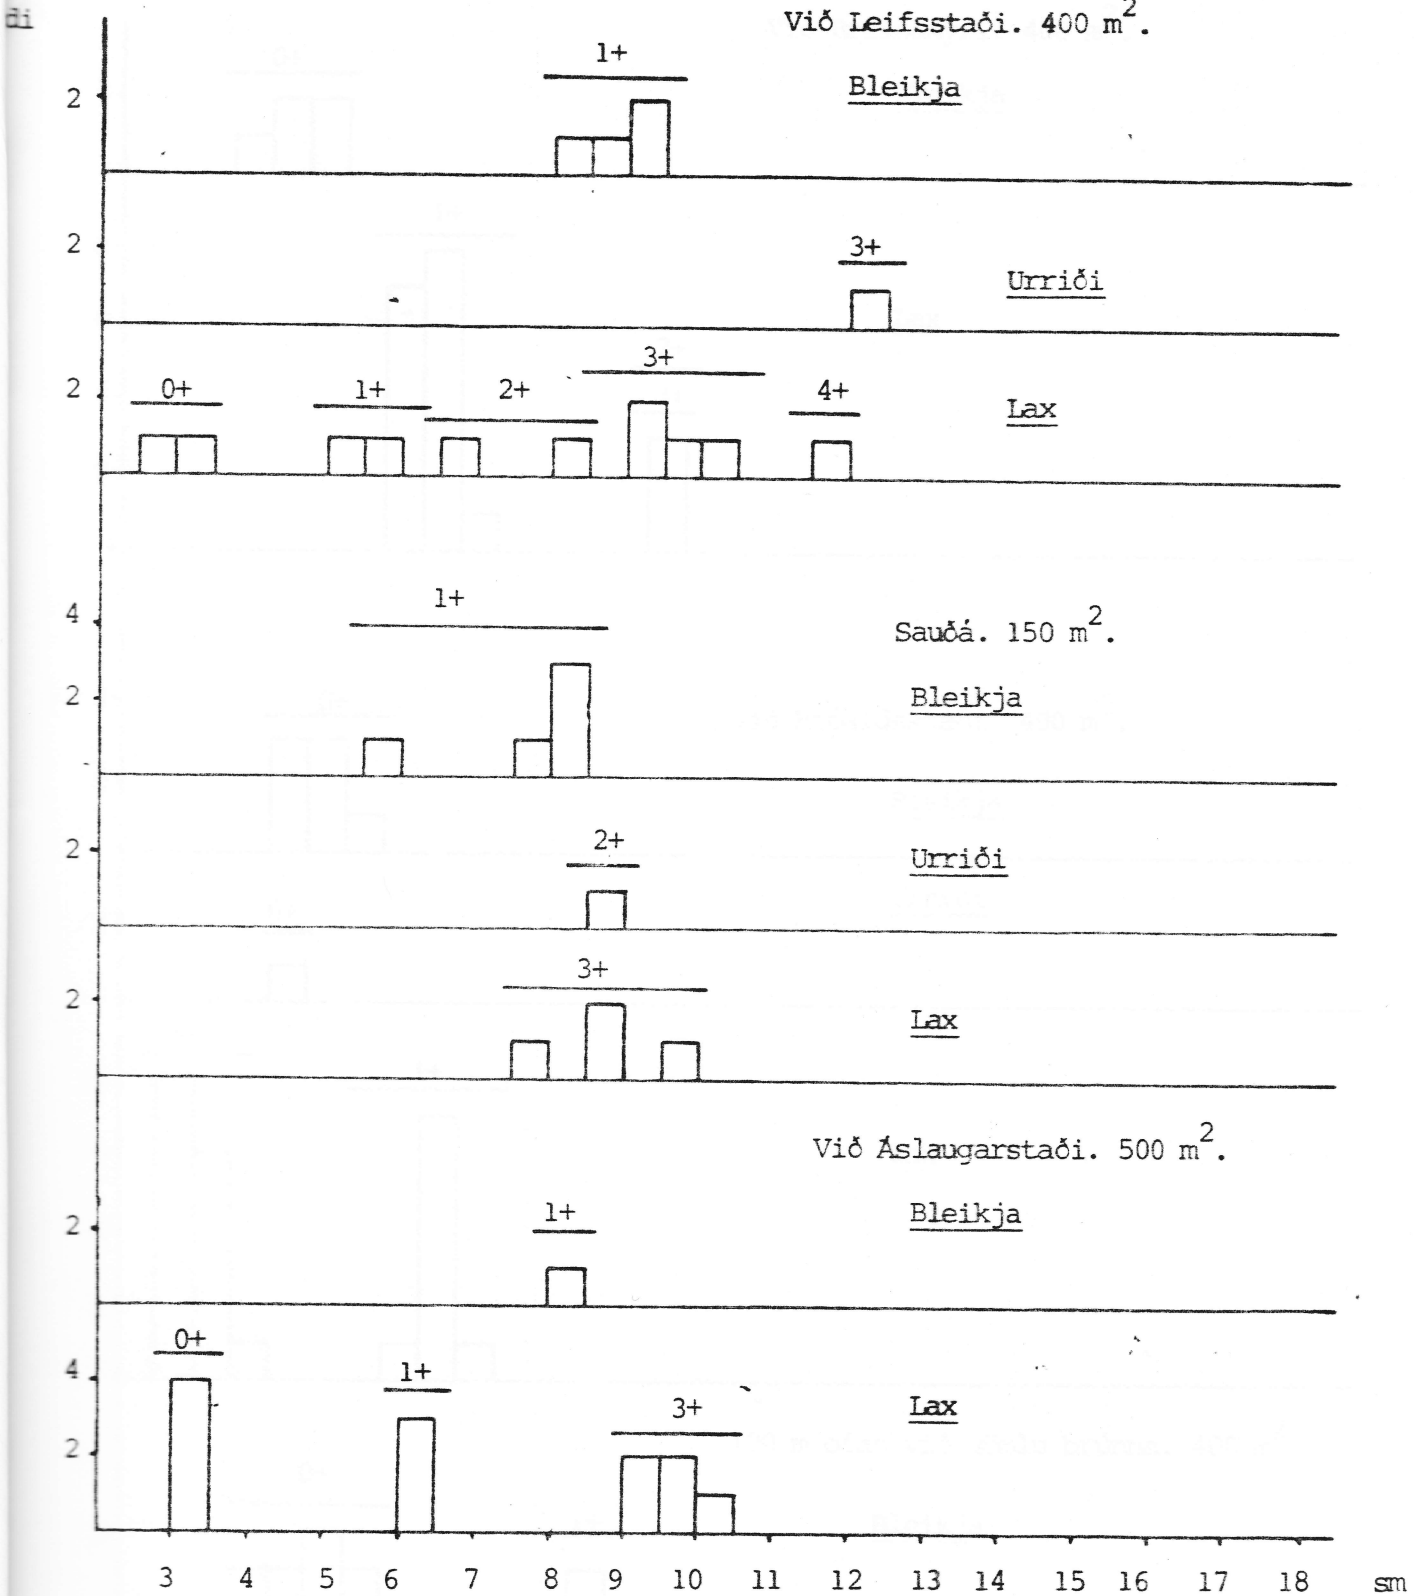 Við Leifsstaði. 400 m².
1+
2
Bleikja
2
3+
Urriði
3+
2
0+
1+
2+
4+
Lax
1+
4
Sauðá. 150 m².
2
Bleikja
2+
2
Urriði
3+
2
Lax
Við Áslaugarstaði. 500 m².
1+
2
Bleikja
0+
4
1+
3+
Lax
2
3 4 5 6 7 8 9 10 11 12 13 14 15 16 17 18 sm